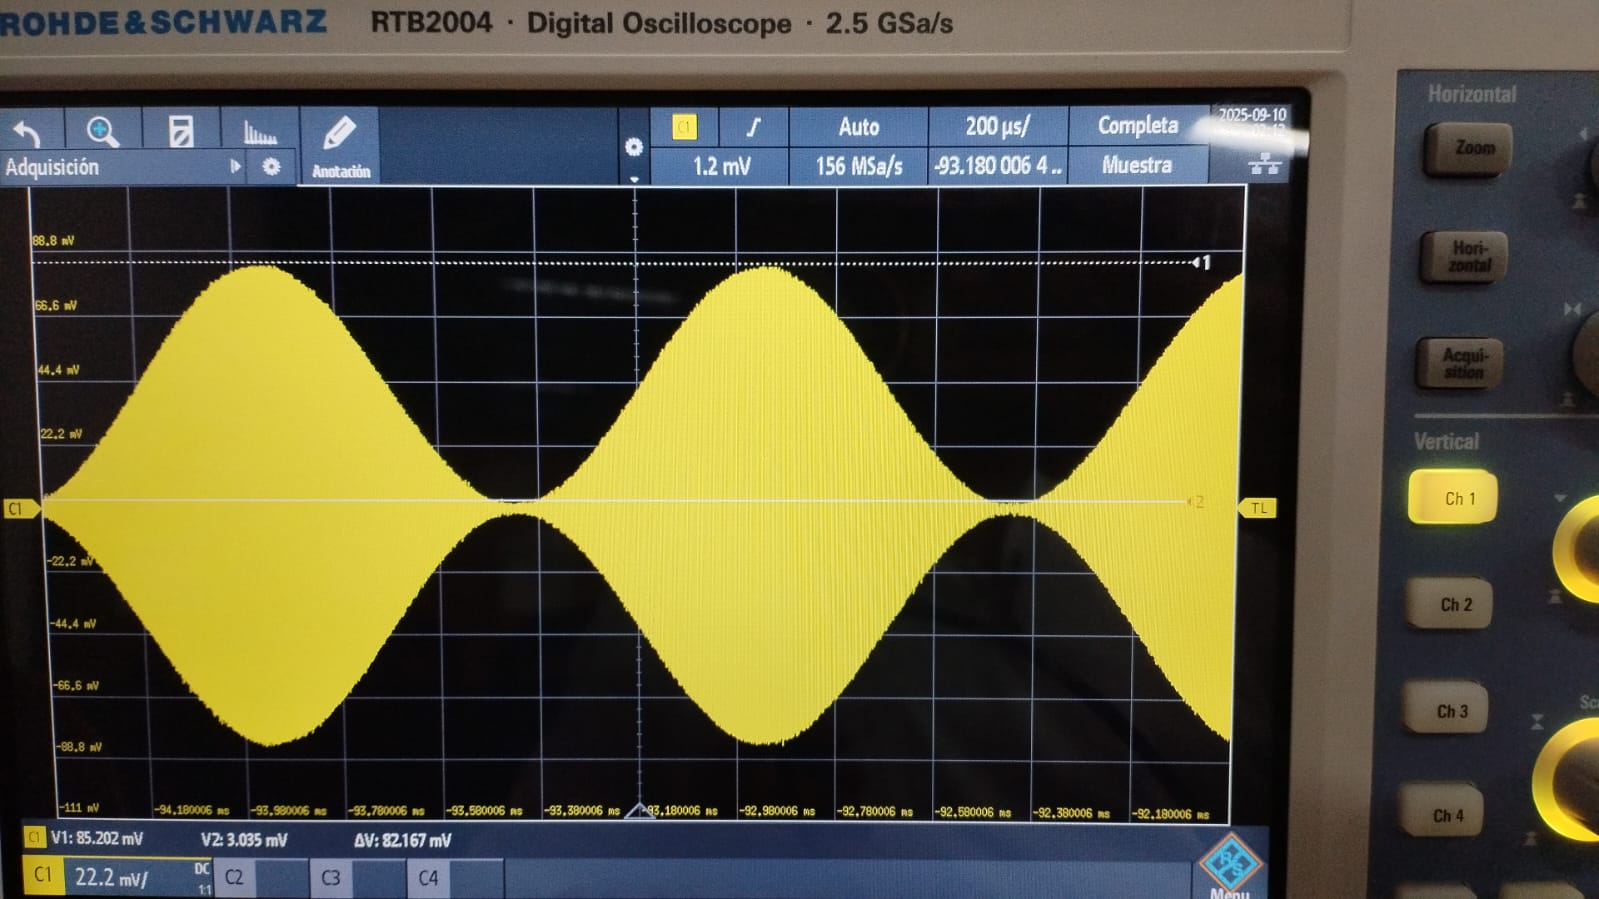 ROHDE&SCHWARZ RTB2004 · Digital Oscilloscope · 2.5 GSa/s
Horizontal
C1 Auto 200 µs/ Completa 2025-09-10
Zoom
Adquisición Anotación 1.2 mV 156 MSa/s -93.180 006 4 .. Muestra
88.8 mV
1
Hori-
zontal
66.6 mV
44.4 mV
Acqui-
sition
22.2 mV
Vertical
C1 2 TL
Ch 1
-22.2 mV
Ch 2
-44.4 mV
-66.6 mV
Ch 3
-88.8 mV
-111 mV -94.180006 ms -93.980006 ms -93.780006 ms -93.580006 ms -93.380006 ms -93.180006 ms -92.980006 ms -92.780006 ms -92.580006 ms -92.380006 ms -92.180006 ms
Ch 4
C1 V1: 85.202 mV V2: 3.035 mV ΔV: 82.167 mV
C1 22.2 mV/ DC 1:1 C2 C3 C4
Menu